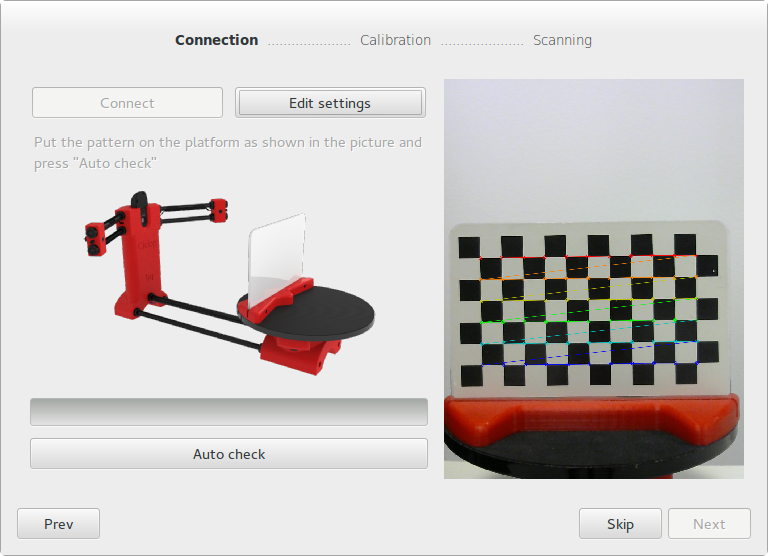 Connection
Calibration
Scanning
Connect
Edit settings
Put the pattern on the platform as shown in the picture and
press "Auto check"
Auto check
Prev
Skip
Next